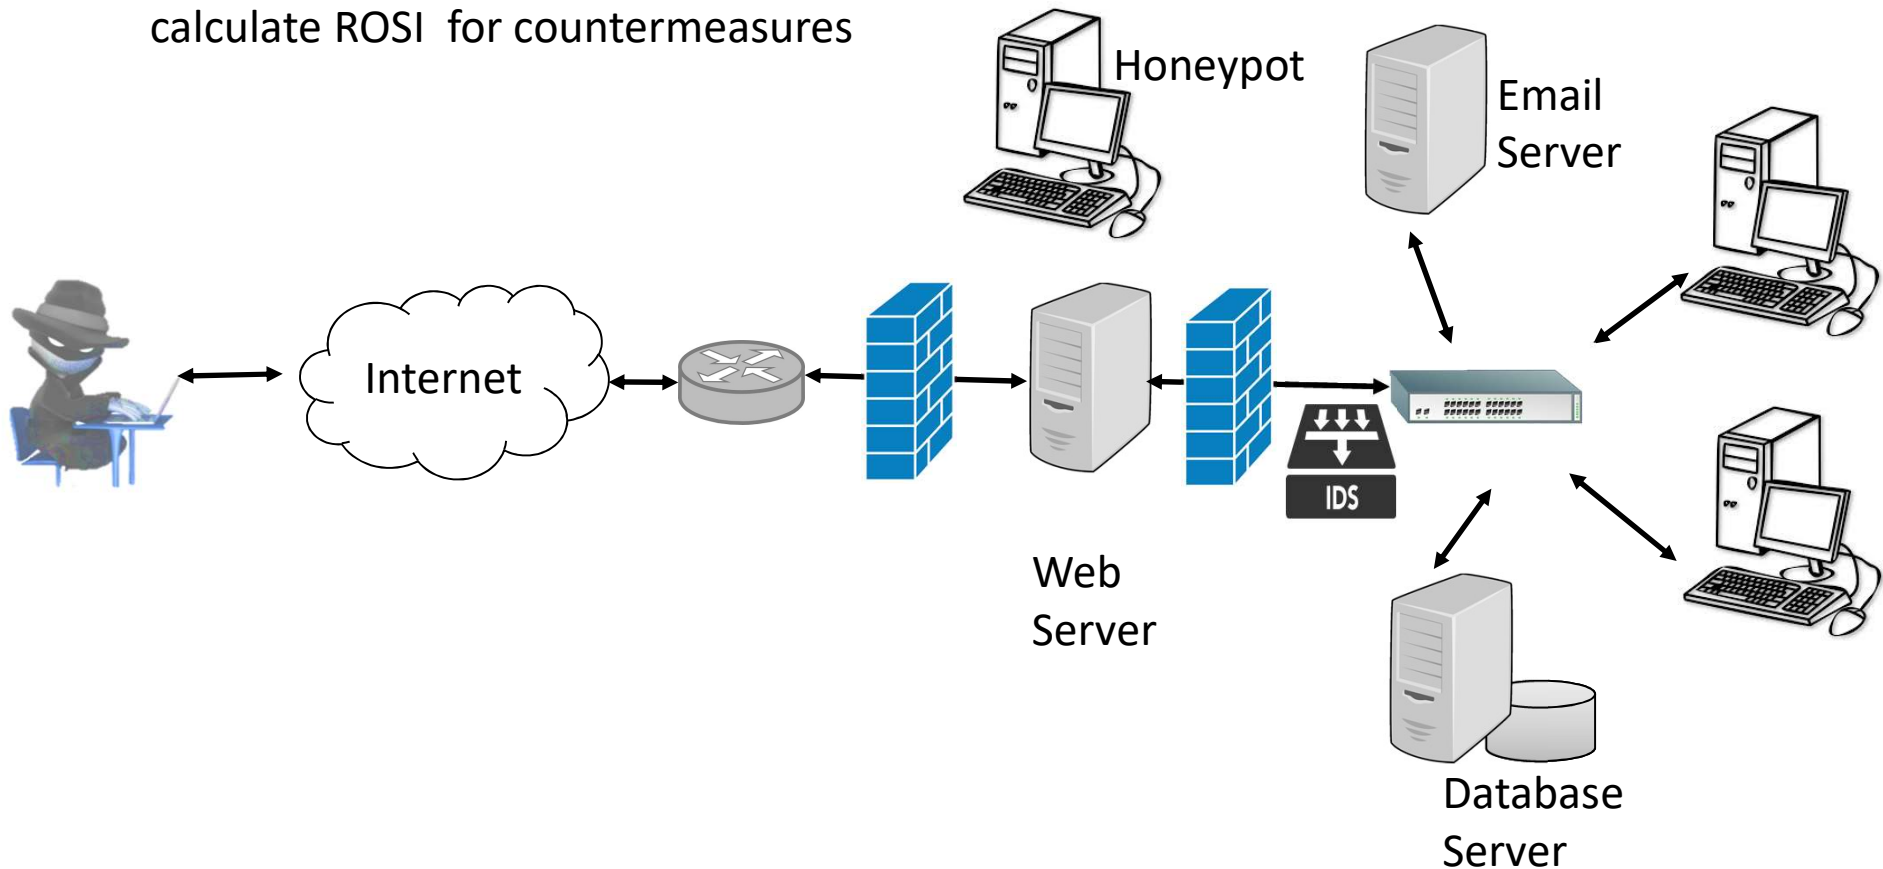 calculate ROSI  for countermeasures
Honeypot
Email
Server
Internet
IDS
Web
Server
Database
Server